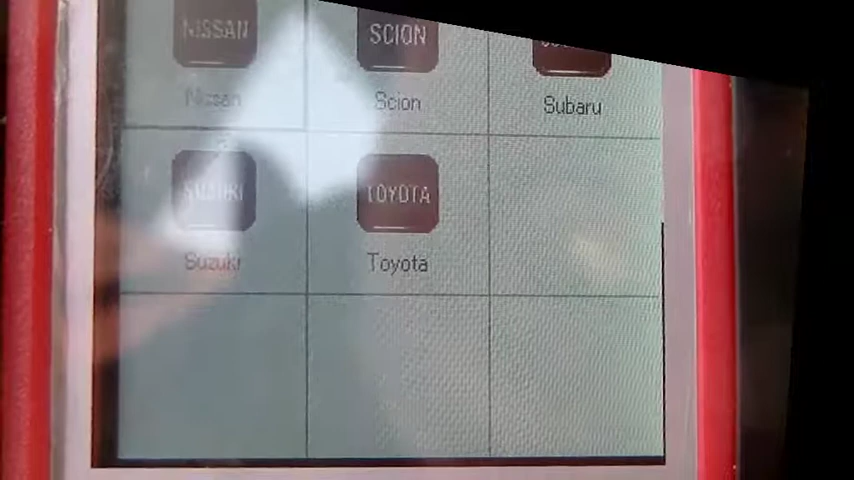 NISSAN
SCION
Nissan
Scion
Subaru
SUZUKI
TOYOTA
Suzuki
Toyota